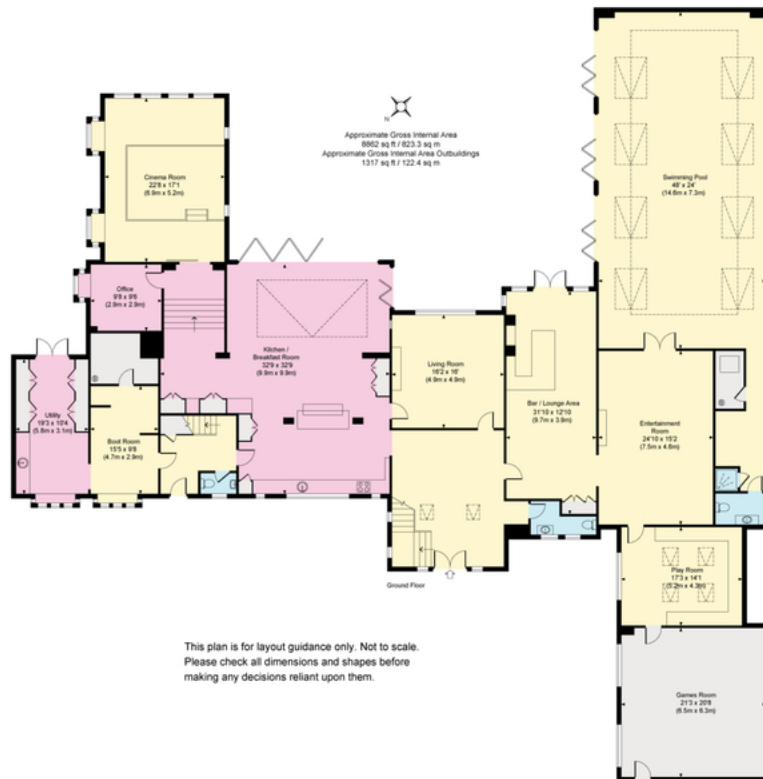 N
Approximate Gross Internal Area
8862 sq ft / 823.3 sq m
Approximate Gross Internal Area Outbuildings
1317 sq ft / 122.4 sq m
Cinema Room
22'8 x 17'1
(6.9m x 5.2m)
Swimming Pool
48' x 24'
(14.6m x 7.3m)
Office
9'8 x 9'6
(2.9m x 2.9m)
Kitchen /
Breakfast Room
32'9 x 32'9
(9.9m x 9.9m)
Living Room
16'2 x 16'
(4.9m x 4.9m)
Bar / Lounge Area
31'10 x 12'10
(9.7m x 3.9m)
Utility
19'3 x 10'4
(5.8m x 3.1m)
Boot Room
15'5 x 9'8
(4.7m x 2.9m)
Entertainment
Room
24'10 x 15'2
(7.5m x 4.6m)
Ground Floor
Play Room
17'3 x 14'1
(5.2m x 4.3m)
This plan is for layout guidance only. Not to scale.
Please check all dimensions and shapes before
making any decisions reliant upon them.
Games Room
21'3 x 20'8
(6.5m x 6.3m)